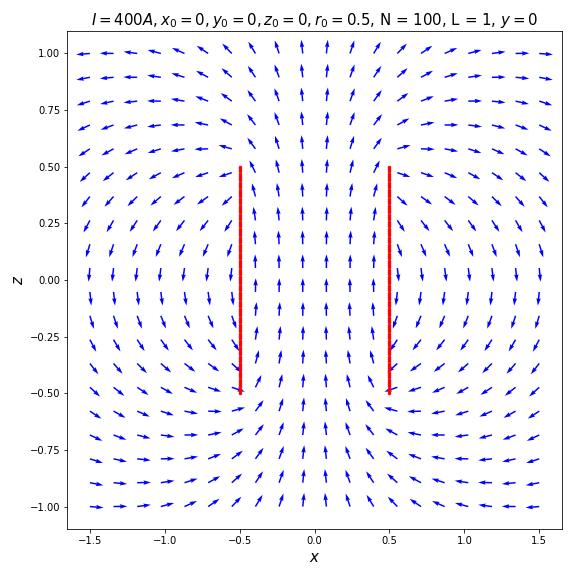 I = 400A, x₀ = 0, y₀ = 0, z₀ = 0, r₀ = 0.5, N = 100, L = 1, y = 0
1.00
0.75
0.50
0.25
0.00
−0.25
−0.50
−0.75
−1.00
z
−1.5 −1.0 −0.5 0.0 0.5 1.0 1.5
x